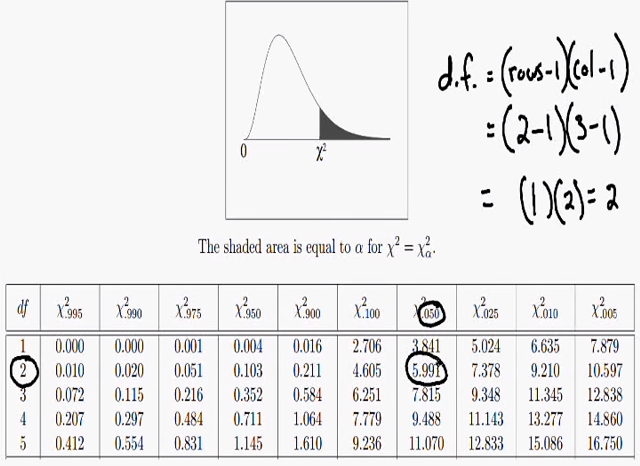 d.f. = (rows-1)(col-1)
= (2-1)(3-1)
= (1)(2)=2
0 χ²
The shaded area is equal to α for χ² = χ²α.
df χ².995 χ².990 χ².975 χ².950 χ².900 χ².100 χ².050 χ².025 χ².010 χ².005
1 0.000 0.000 0.001 0.004 0.016 2.706 3.841 5.024 6.635 7.879
2 0.010 0.020 0.051 0.103 0.211 4.605 5.991 7.378 9.210 10.597
3 0.072 0.115 0.216 0.352 0.584 6.251 7.815 9.348 11.345 12.838
4 0.207 0.297 0.484 0.711 1.064 7.779 9.488 11.143 13.277 14.860
5 0.412 0.554 0.831 1.145 1.610 9.236 11.070 12.833 15.086 16.750